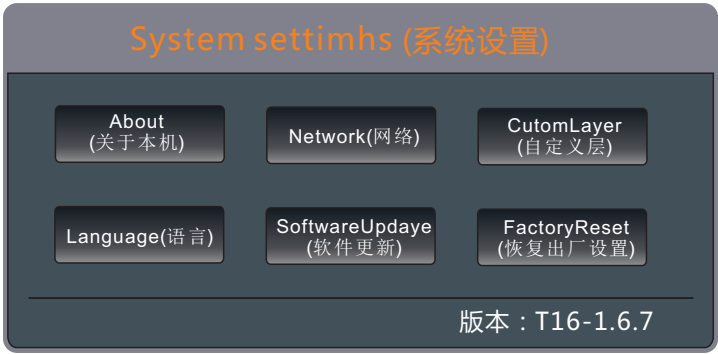 System settimhs (系统设置)
About
(关于本机)
Network(网络)
CutomLayer
(自定义层)
Language(语言)
SoftwareUpdaye
(软件更新)
FactoryReset
(恢复出厂设置)
版本：T16-1.6.7